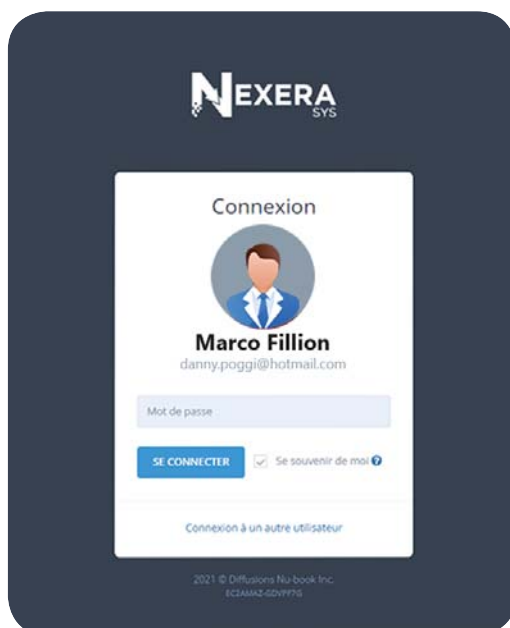 NEXERA
SYS
Connexion
Marco Fillion
danny.poggi@hotmail.com
Mot de passe
SE CONNECTER
Se souvenir de moi ?
Connexion à un autre utilisateur
2021 © Diffusions Nu-book Inc.